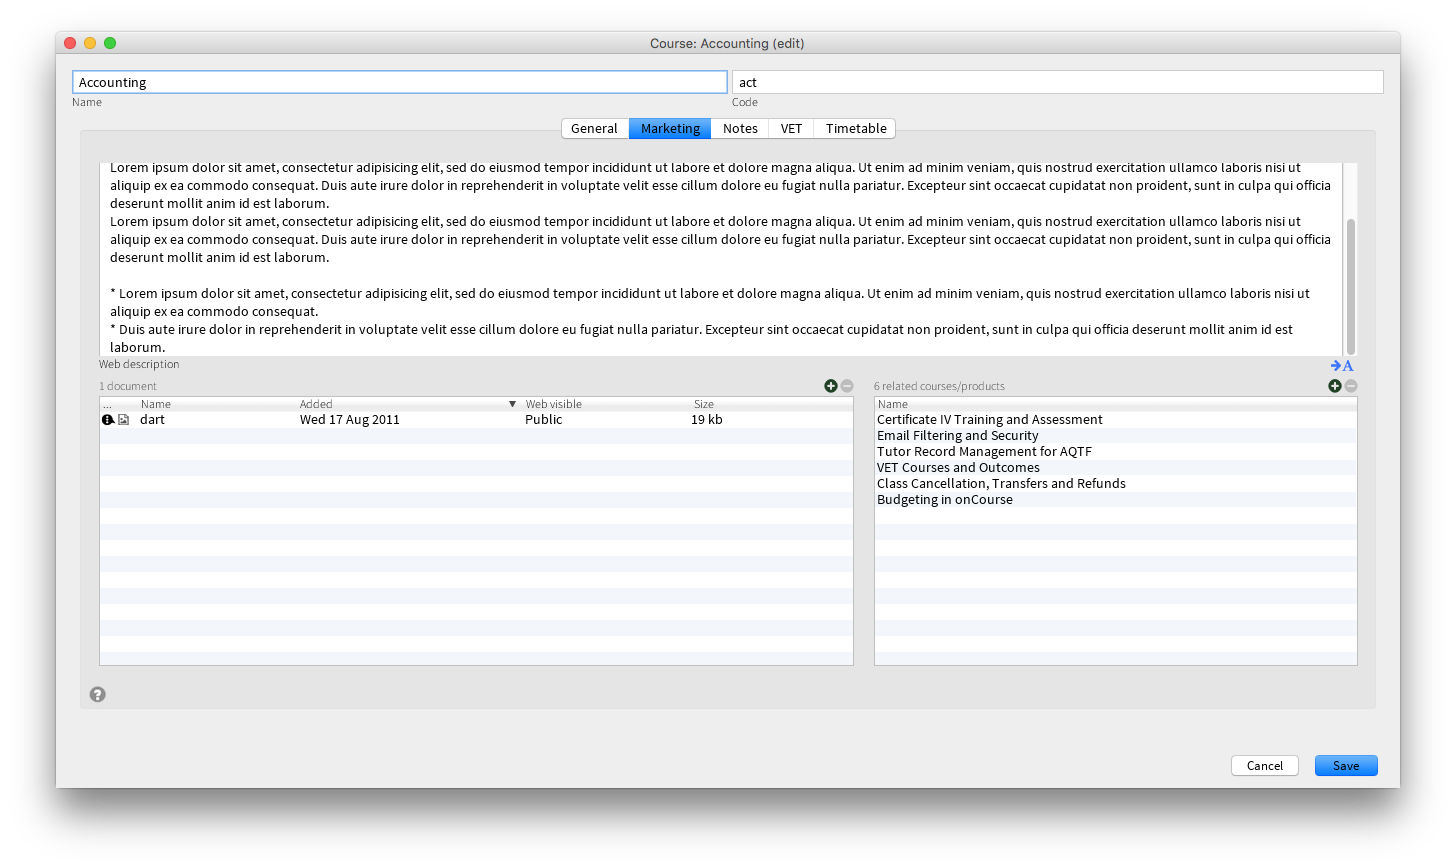 Course: Accounting (edit)
Accounting
act
Name
Code
General
Marketing
Notes
VET
Timetable
Lorem ipsum dolor sit amet, consectetur adipisicing elit, sed do eiusmod tempor incididunt ut labore et dolore magna aliqua. Ut enim ad minim veniam, quis nostrud exercitation ullamco laboris nisi ut
aliquip ex ea commodo consequat. Duis aute irure dolor in reprehenderit in voluptate velit esse cillum dolore eu fugiat nulla pariatur. Excepteur sint occaecat cupidatat non proident, sunt in culpa qui officia
deserunt mollit anim id est laborum.
Lorem ipsum dolor sit amet, consectetur adipisicing elit, sed do eiusmod tempor incididunt ut labore et dolore magna aliqua. Ut enim ad minim veniam, quis nostrud exercitation ullamco laboris nisi ut
aliquip ex ea commodo consequat. Duis aute irure dolor in reprehenderit in voluptate velit esse cillum dolore eu fugiat nulla pariatur. Excepteur sint occaecat cupidatat non proident, sunt in culpa qui officia
deserunt mollit anim id est laborum.
* Lorem ipsum dolor sit amet, consectetur adipisicing elit, sed do eiusmod tempor incididunt ut labore et dolore magna aliqua. Ut enim ad minim veniam, quis nostrud exercitation ullamco laboris nisi ut
aliquip ex ea commodo consequat.
* Duis aute irure dolor in reprehenderit in voluptate velit esse cillum dolore eu fugiat nulla pariatur. Excepteur sint occaecat cupidatat non proident, sunt in culpa qui officia deserunt mollit anim id est
laborum.
Web description
A
1 document
... Name Added Web visible Size
dart Wed 17 Aug 2011 Public 19 kb
6 related courses/products
Name
Certificate IV Training and Assessment
Email Filtering and Security
Tutor Record Management for AQTF
VET Courses and Outcomes
Class Cancellation, Transfers and Refunds
Budgeting in onCourse
?
Cancel
Save